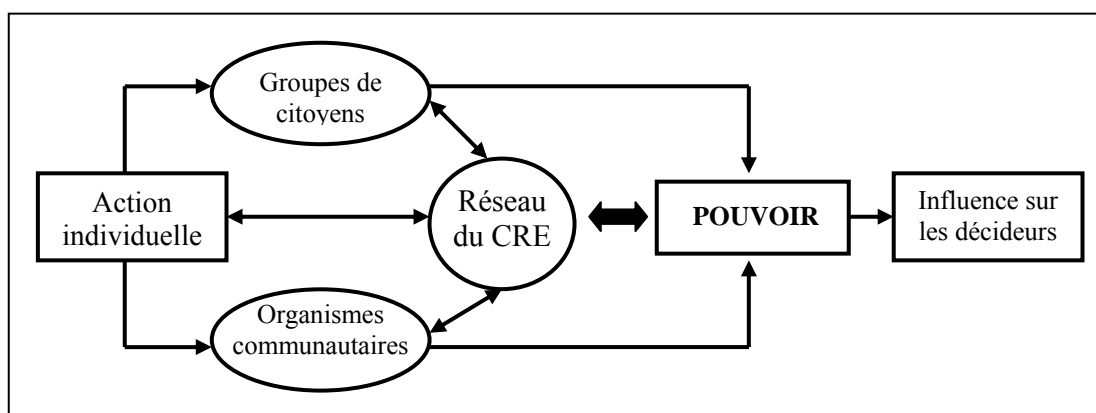 Groupes de
citoyens
Action
individuelle
Réseau
du CRE
POUVOIR
Influence sur
les décideurs
Organismes
communautaires